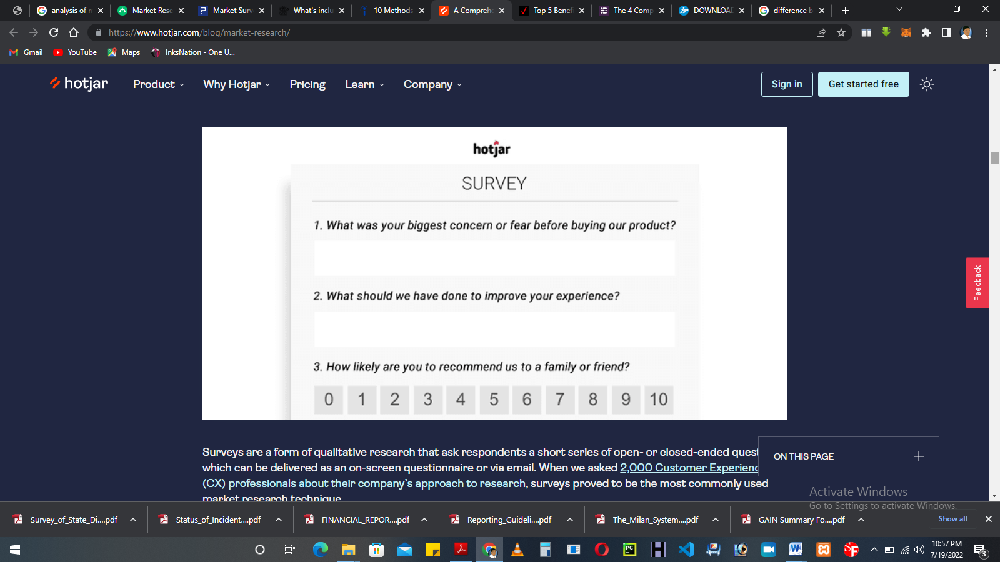 analysis of n
Market Rese
Market Surv
What's inclu
10 Methods
A Comprehe
Top 5 Benef
The 4 Comp
DOWNLOAD
difference b
https://www.hotjar.com/blog/market-research/
Gmail
YouTube
Maps
InksNation - One U...
hotjar
Product
Why Hotjar
Pricing
Learn
Company
Sign in
Get started free
hotjar
SURVEY
1. What was your biggest concern or fear before buying our product?
2. What should we have done to improve your experience?
3. How likely are you to recommend us to a family or friend?
0 1 2 3 4 5 6 7 8 9 10
Feedback
Surveys are a form of qualitative research that ask respondents a short series of open- or closed-ended quest
which can be delivered as an on-screen questionnaire or via email. When we asked 2,000 Customer Experienc
(CX) professionals about their company's approach to research, surveys proved to be the most commonly used
market research technique.
ON THIS PAGE
Activate Windows
Go to Settings to activate Windows.
Survey_of_State_Di....pdf
Status_of_Incident....pdf
FINANCIAL_REPOR....pdf
Reporting_Guideli....pdf
The_Milan_System....pdf
GAIN Summary Fo....pdf
Show all
10:57 PM
7/19/2022
3